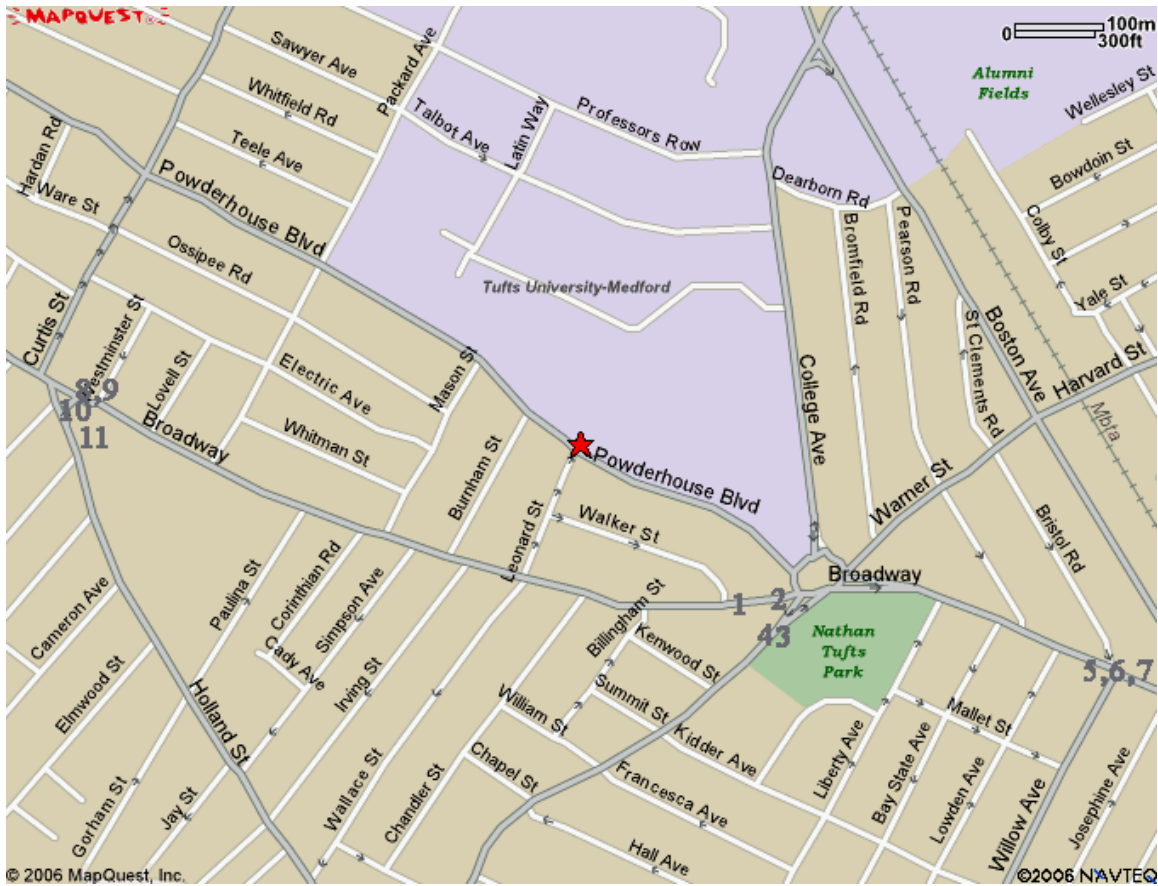 MAPQUEST
100m
0
300ft
Alumni
Fields
Wellesley St
Sawyer Ave
Packard Ave
Whitfield Rd
Talbot Ave
Latin Way
Professors Row
Bowdoin St
Teele Ave
Hardan Rd
Ware St
Powderhouse Blvd
Dearborn Rd
Colby St
Ossipee Rd
Bromfield Rd
Pearson Rd
Tufts University-Medford
Yale St
Curtis St
Westminster St
Lovell St
Electric Ave
Mason St
College Ave
St Clements Rd
Boston Ave
Harvard St
8,9
10
11
Broadway
Whitman St
Burnham St
Mbta
Powderhouse Blvd
Warner St
Leonard St
Walker St
Bristol Rd
3
Broadway
1
2
43
Paulina St
Corinthian Rd
Simpson Ave
Billingham St
Kenwood St
Nathan
Tufts
Park
5,6,7
Cameron Ave
Cady Ave
Irving St
Elmwood St
Holland St
William St
Summit St
Kidder Ave
Mallet St
Liberty Ave
Bay State Ave
Lowden Ave
Willow Ave
Josephine Ave
Gorham St
Jay St
Wallace St
Chandler St
Chapel St
Francesca Ave
Hall Ave
© 2006 MapQuest, Inc.
©2006 NAVTEQ